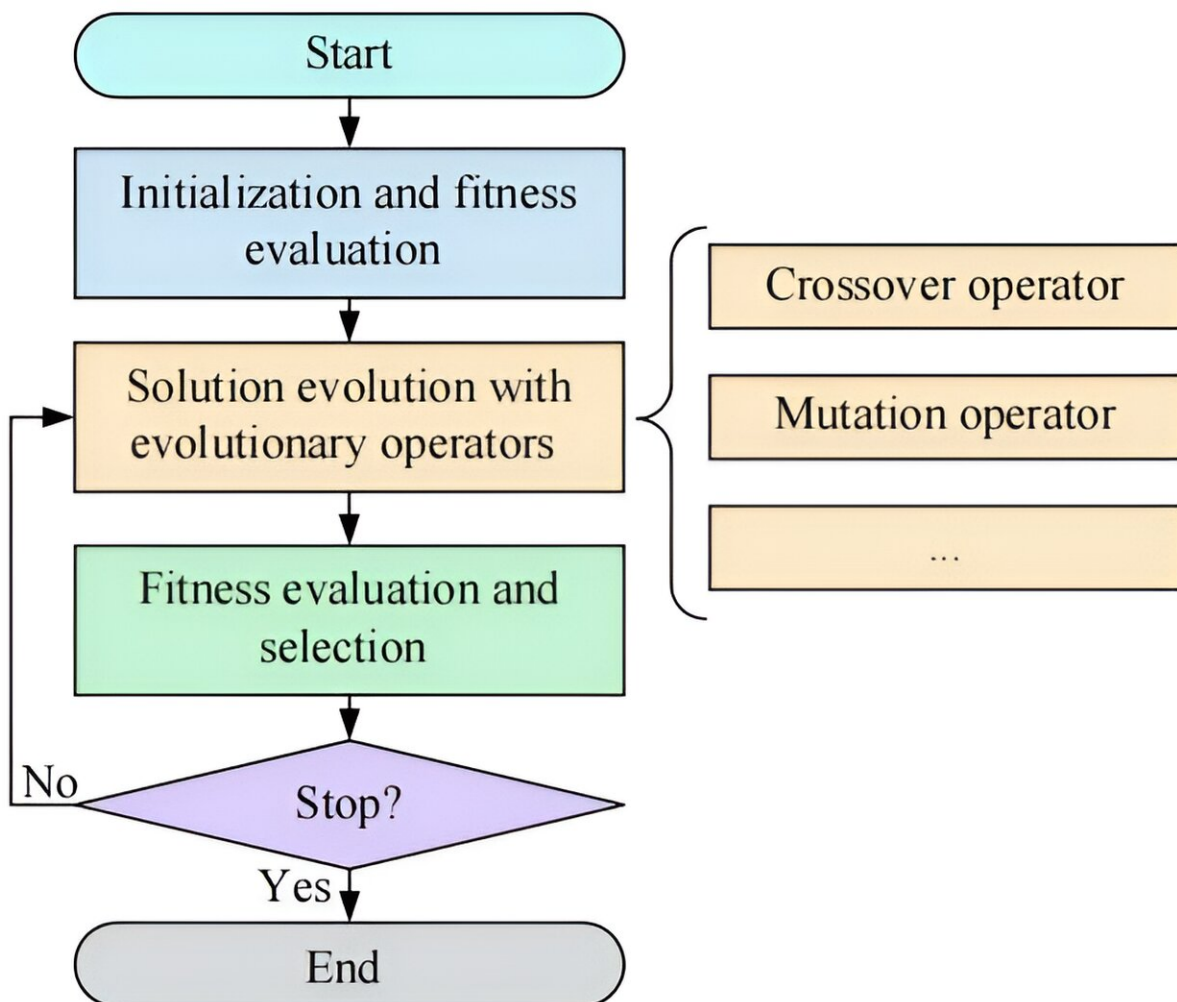 Start
Initialization and fitness
evaluation
Solution evolution with
evolutionary operators
Crossover operator
Mutation operator
...
Fitness evaluation and
selection
Stop?
No
Yes
End